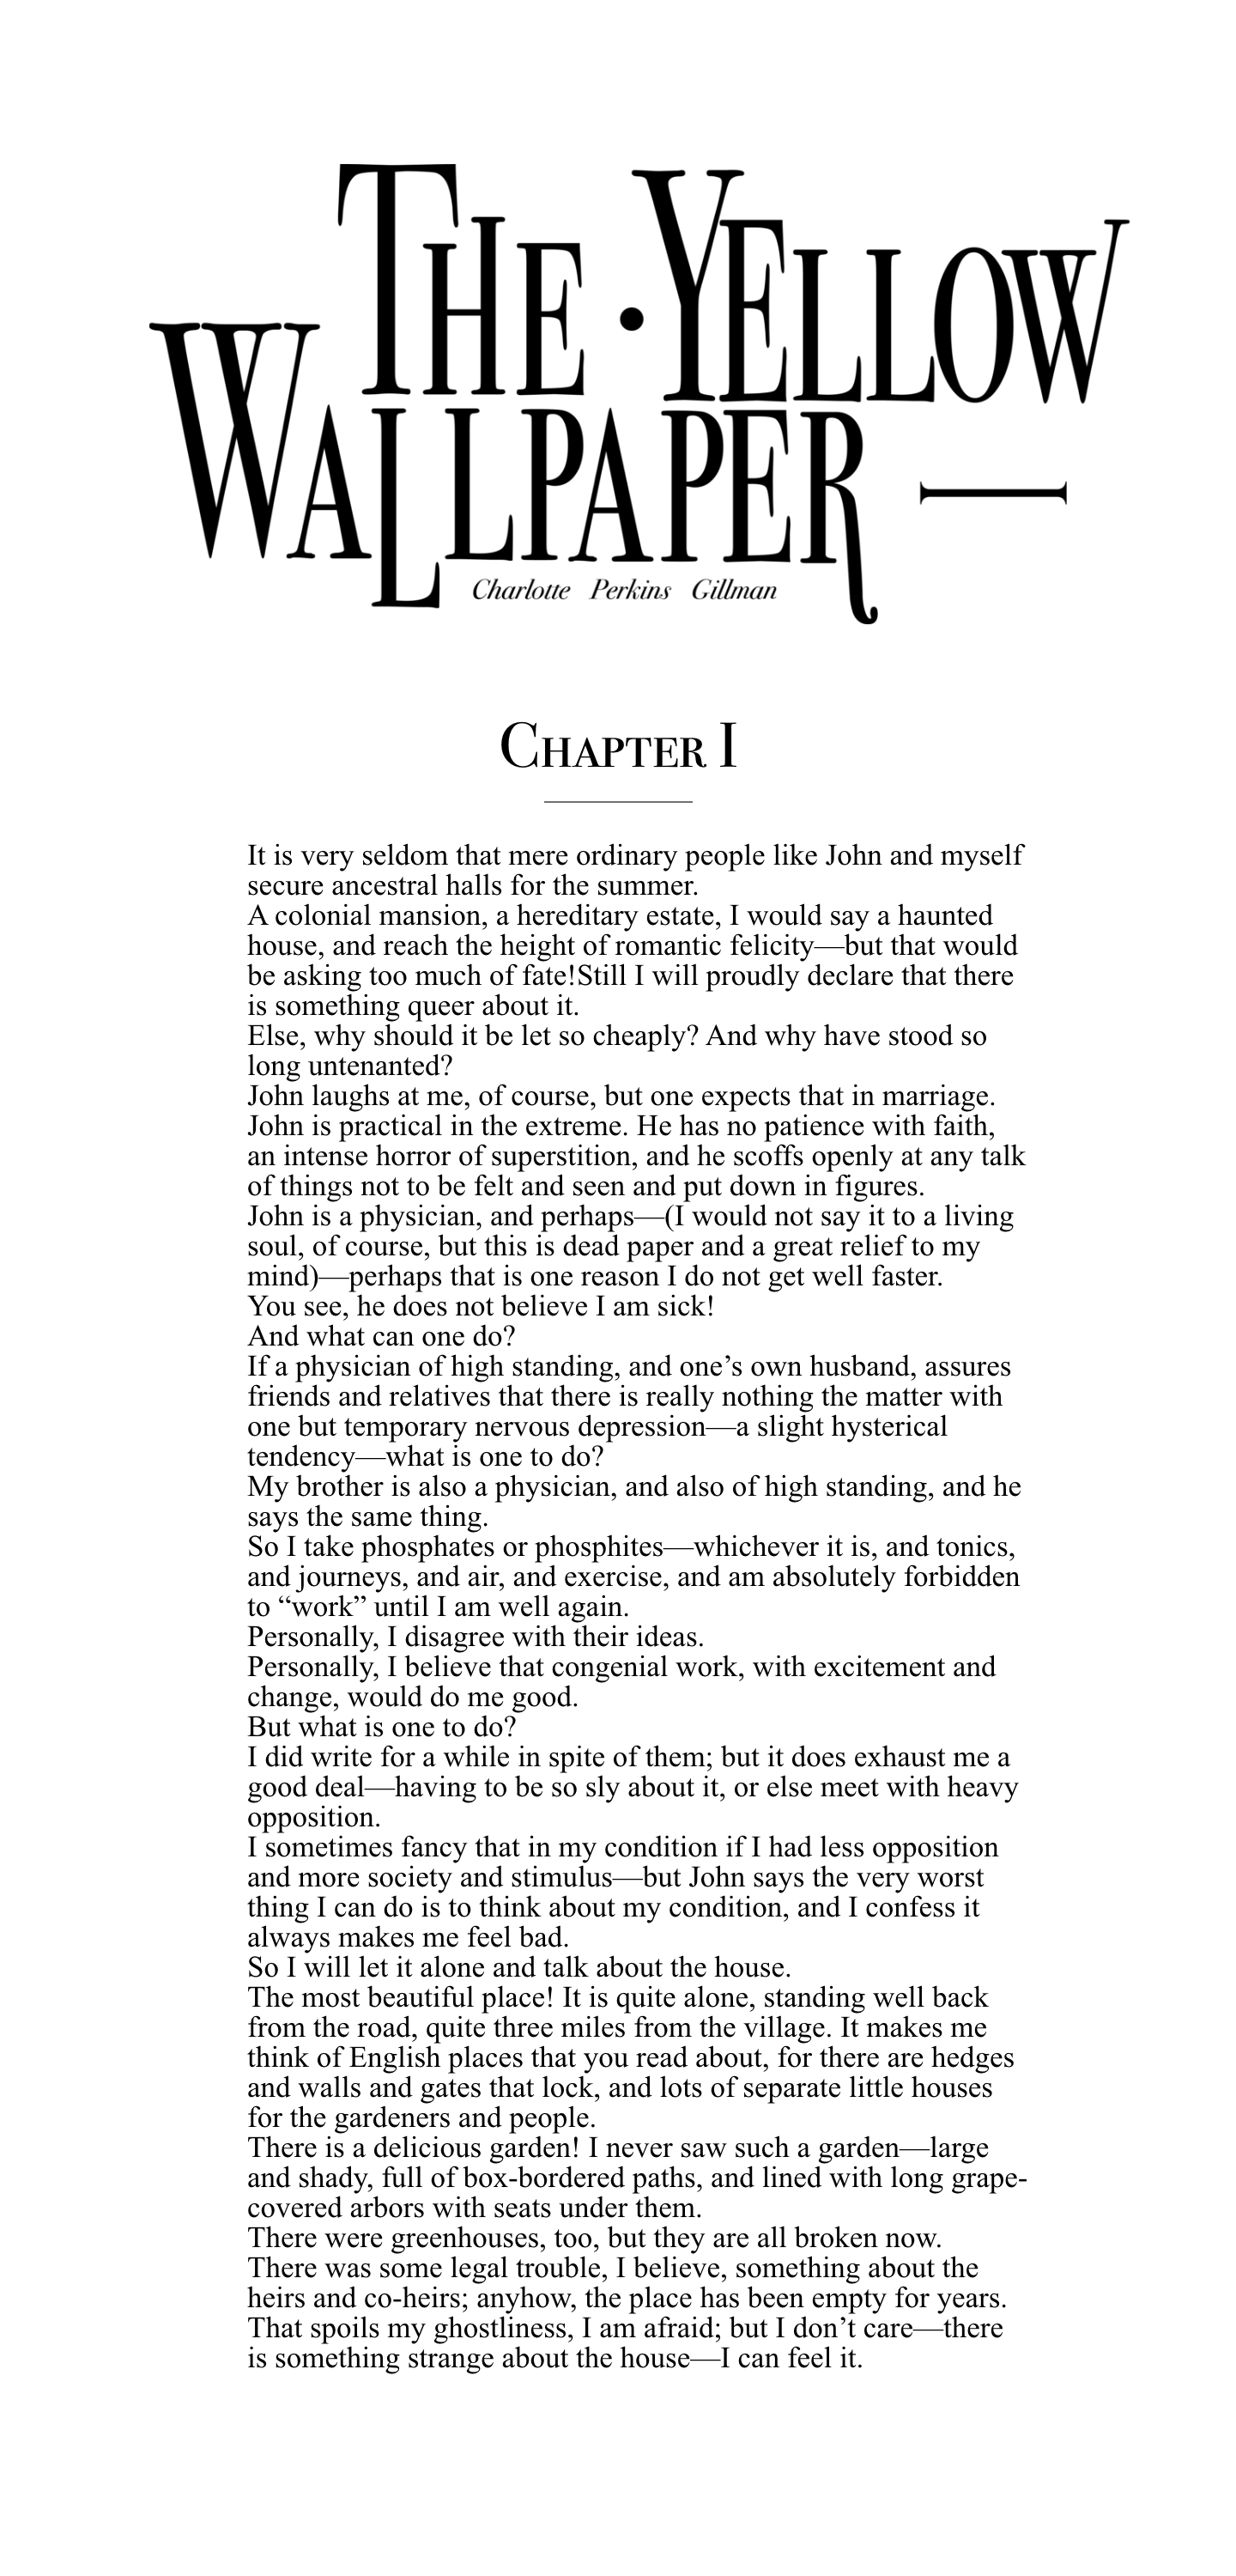 THE · YELLOW
WALLPAPER —
Charlotte Perkins Gillman
CHAPTER I
It is very seldom that mere ordinary people like John and myself
secure ancestral halls for the summer.
A colonial mansion, a hereditary estate, I would say a haunted
house, and reach the height of romantic felicity—but that would
be asking too much of fate!Still I will proudly declare that there
is something queer about it.
Else, why should it be let so cheaply? And why have stood so
long untenanted?
John laughs at me, of course, but one expects that in marriage.
John is practical in the extreme. He has no patience with faith,
an intense horror of superstition, and he scoffs openly at any talk
of things not to be felt and seen and put down in figures.
John is a physician, and perhaps—(I would not say it to a living
soul, of course, but this is dead paper and a great relief to my
mind)—perhaps that is one reason I do not get well faster.
You see, he does not believe I am sick!
And what can one do?
If a physician of high standing, and one’s own husband, assures
friends and relatives that there is really nothing the matter with
one but temporary nervous depression—a slight hysterical
tendency—what is one to do?
My brother is also a physician, and also of high standing, and he
says the same thing.
So I take phosphates or phosphites—whichever it is, and tonics,
and journeys, and air, and exercise, and am absolutely forbidden
to “work” until I am well again.
Personally, I disagree with their ideas.
Personally, I believe that congenial work, with excitement and
change, would do me good.
But what is one to do?
I did write for a while in spite of them; but it does exhaust me a
good deal—having to be so sly about it, or else meet with heavy
opposition.
I sometimes fancy that in my condition if I had less opposition
and more society and stimulus—but John says the very worst
thing I can do is to think about my condition, and I confess it
always makes me feel bad.
So I will let it alone and talk about the house.
The most beautiful place! It is quite alone, standing well back
from the road, quite three miles from the village. It makes me
think of English places that you read about, for there are hedges
and walls and gates that lock, and lots of separate little houses
for the gardeners and people.
There is a delicious garden! I never saw such a garden—large
and shady, full of box-bordered paths, and lined with long grape-
covered arbors with seats under them.
There were greenhouses, too, but they are all broken now.
There was some legal trouble, I believe, something about the
heirs and co-heirs; anyhow, the place has been empty for years.
That spoils my ghostliness, I am afraid; but I don’t care—there
is something strange about the house—I can feel it.